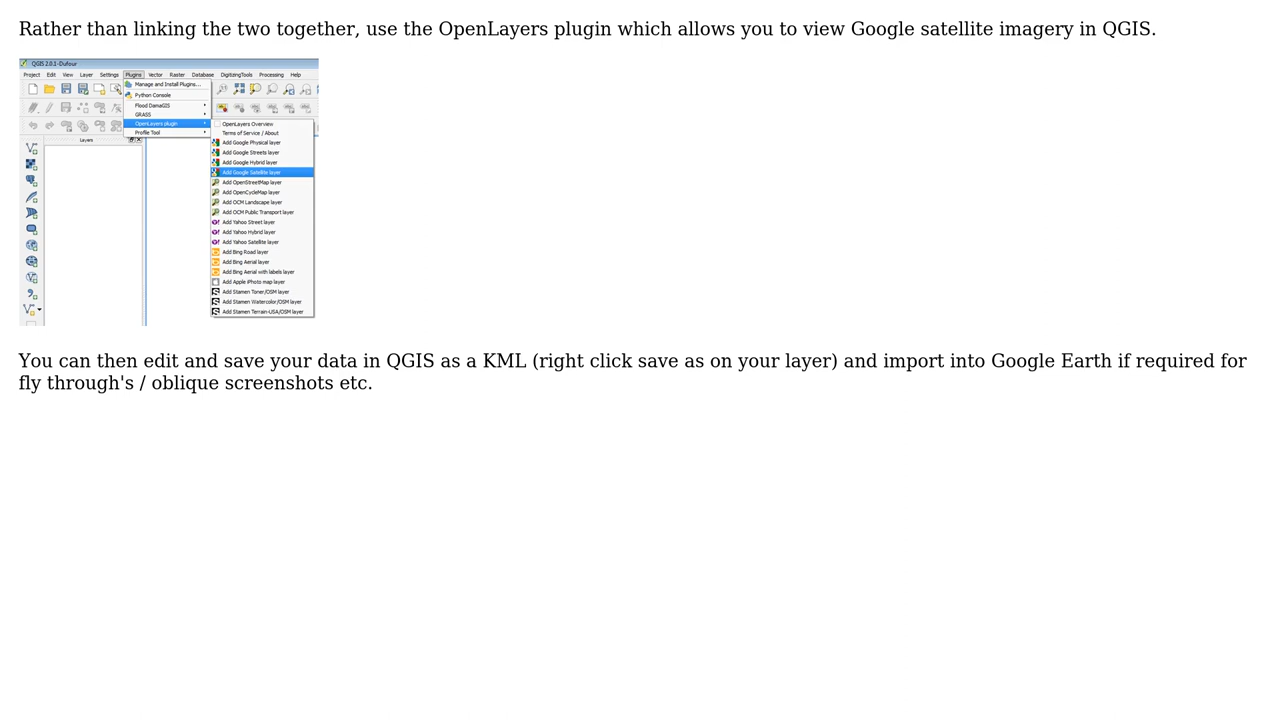 Rather than linking the two together, use the OpenLayers plugin which allows you to view Google satellite imagery in QGIS.
QGIS 2.0.1-Dufour
Project Edit View Layer Settings Plugins Vector Raster Database DigitizingTools Processing Help
Manage and Install Plugins...
Python Console
Flood DamaGIS
GRASS
OpenLayers plugin
Profile Tool
Layers
OpenLayers Overview
Terms of Service / About
Add Google Physical layer
Add Google Streets layer
Add Google Hybrid layer
Add Google Satellite layer
Add OpenStreetMap layer
Add OpenCycleMap layer
Add OCM Landscape layer
Add OCM Public Transport layer
Add Yahoo Street layer
Add Yahoo Hybrid layer
Add Yahoo Satellite layer
Add Bing Road layer
Add Bing Aerial layer
Add Bing Aerial with labels layer
Add Apple iPhoto map layer
Add Stamen Toner/OSM layer
Add Stamen Watercolor/OSM layer
Add Stamen Terrain-USA/OSM layer
You can then edit and save your data in QGIS as a KML (right click save as on your layer) and import into Google Earth if required for
fly through's / oblique screenshots etc.